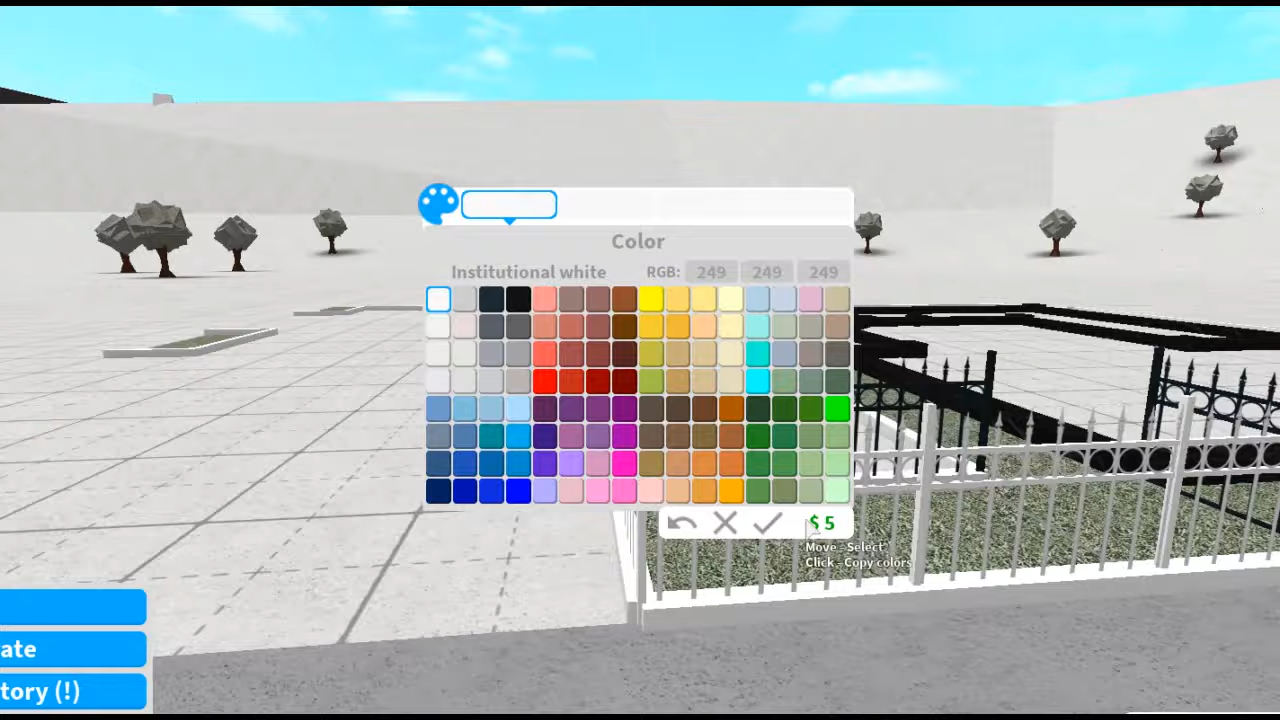 Color
Institutional white RGB: 249 249 249
$ 5
Move - Select
Click - Copy colors
ate
tory (!)